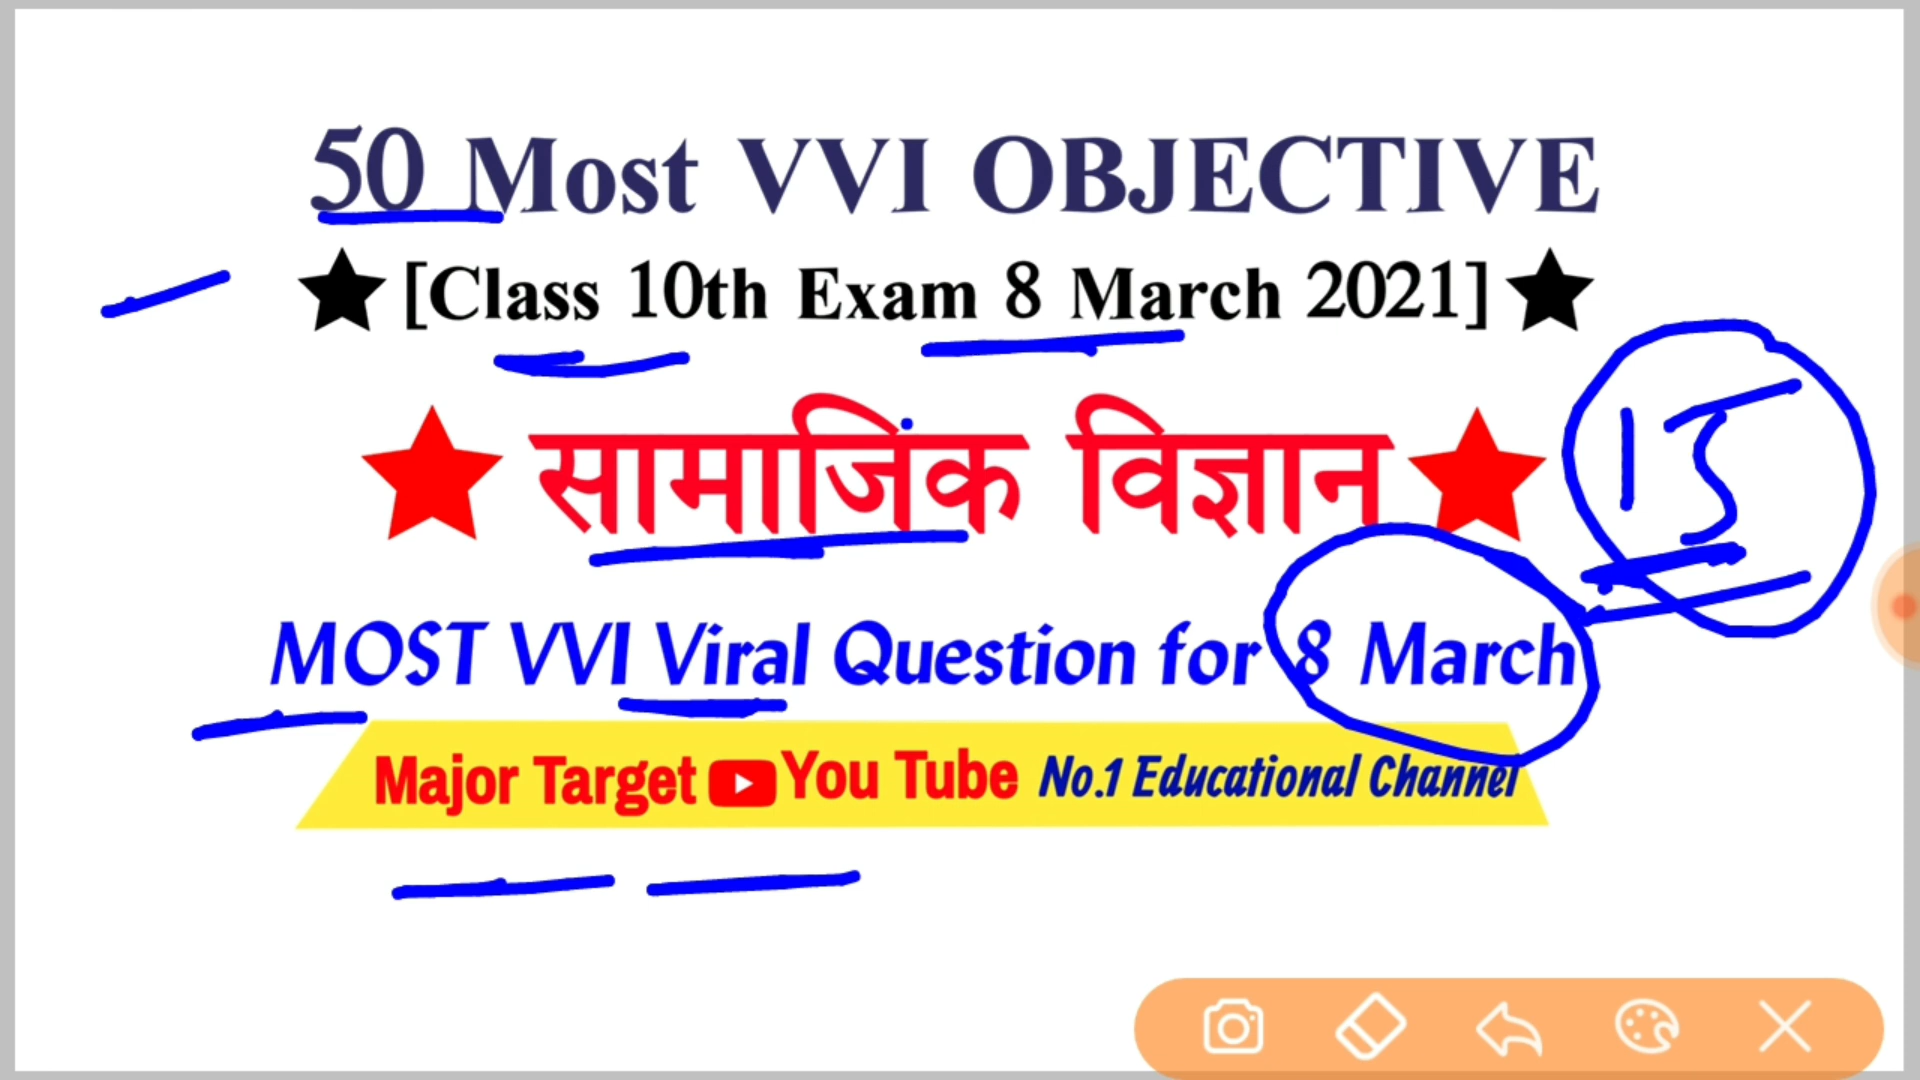 50 Most VVI OBJECTIVE
[Class 10th Exam 8 March 2021]
सामाजिक विज्ञान
15
MOST VVI Viral Question for 8 March
Major Target You Tube No.1 Educational Channel